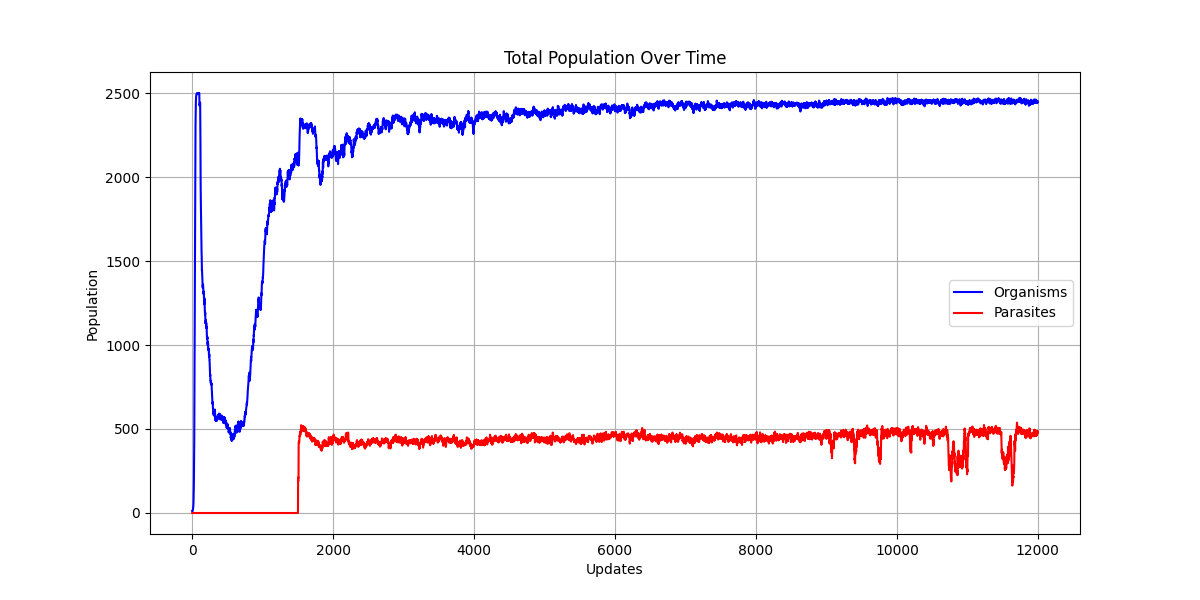 Total Population Over Time
Population
2500
2000
1500
1000
500
0
Organisms
Parasites
0 2000 4000 6000 8000 10000 12000
Updates